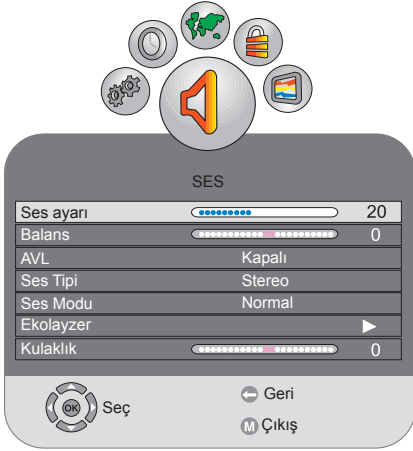 SES
Ses ayarı 20
Balans 0
AVL Kapalı
Ses Tipi Stereo
Ses Modu Normal
Ekolayzer
Kulaklık 0
OK Seç
Geri
M Çıkış